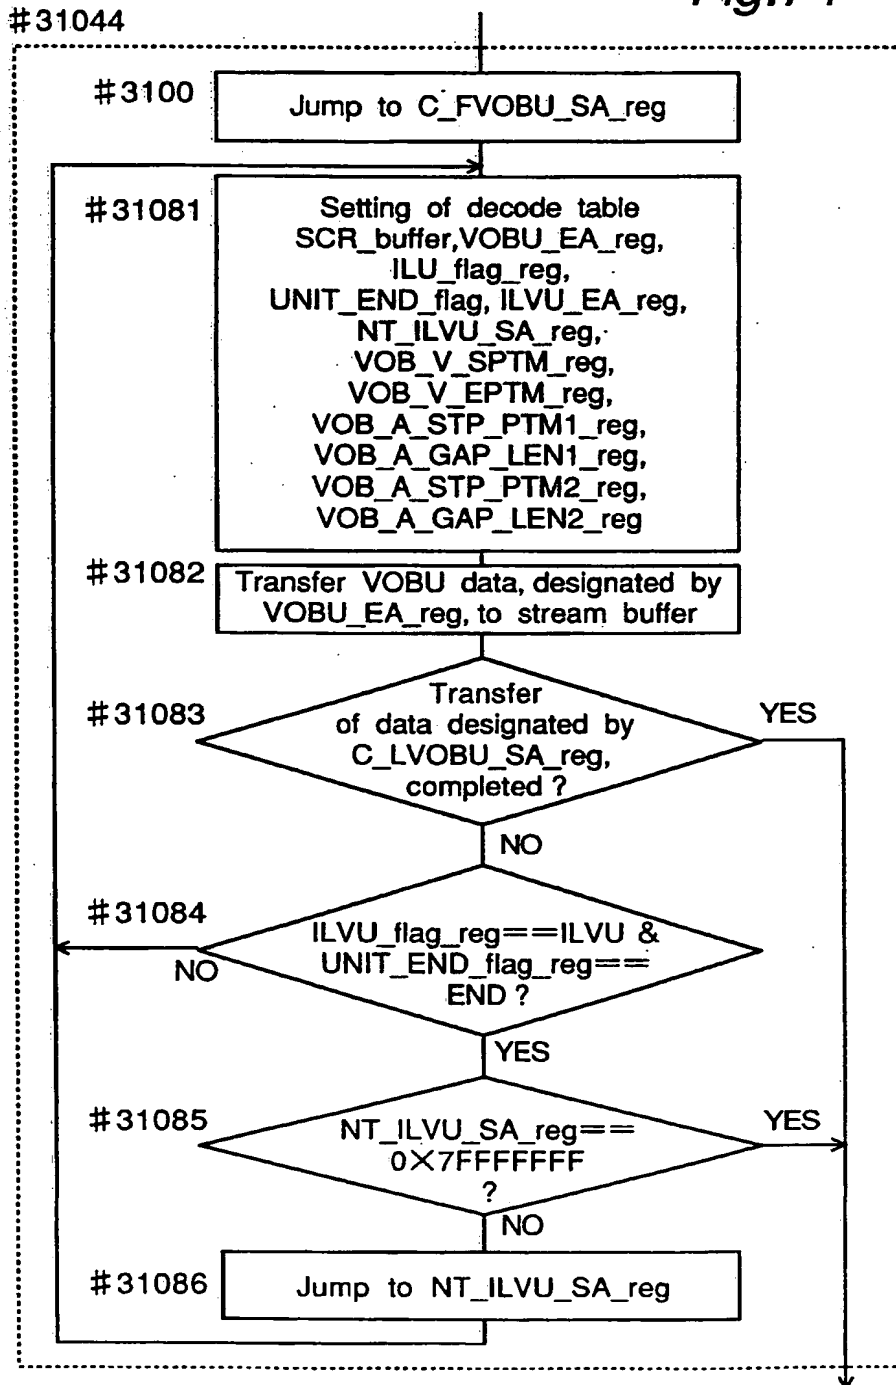 #31044
#3100
Jump to C_FVOBU_SA_reg
#31081
Setting of decode table
SCR_buffer,VOBU_EA_reg,
ILU_flag_reg,
UNIT_END_flag, ILVU_EA_reg,
NT_ILVU_SA_reg,
VOB_V_SPTM_reg,
VOB_V_EPTM_reg,
VOB_A_STP_PTM1_reg,
VOB_A_GAP_LEN1_reg,
VOB_A_STP_PTM2_reg,
VOB_A_GAP_LEN2_reg
#31082
Transfer VOBU data, designated by
VOBU_EA_reg, to stream buffer
#31083
Transfer
of data designated by
C_LVOBU_SA_reg,
completed ?
YES
NO
#31084
ILVU_flag_reg==ILVU &
UNIT_END_flag_reg==
END ?
NO
YES
#31085
NT_ILVU_SA_reg==
0×7FFFFFFF
?
YES
NO
#31086
Jump to NT_ILVU_SA_reg